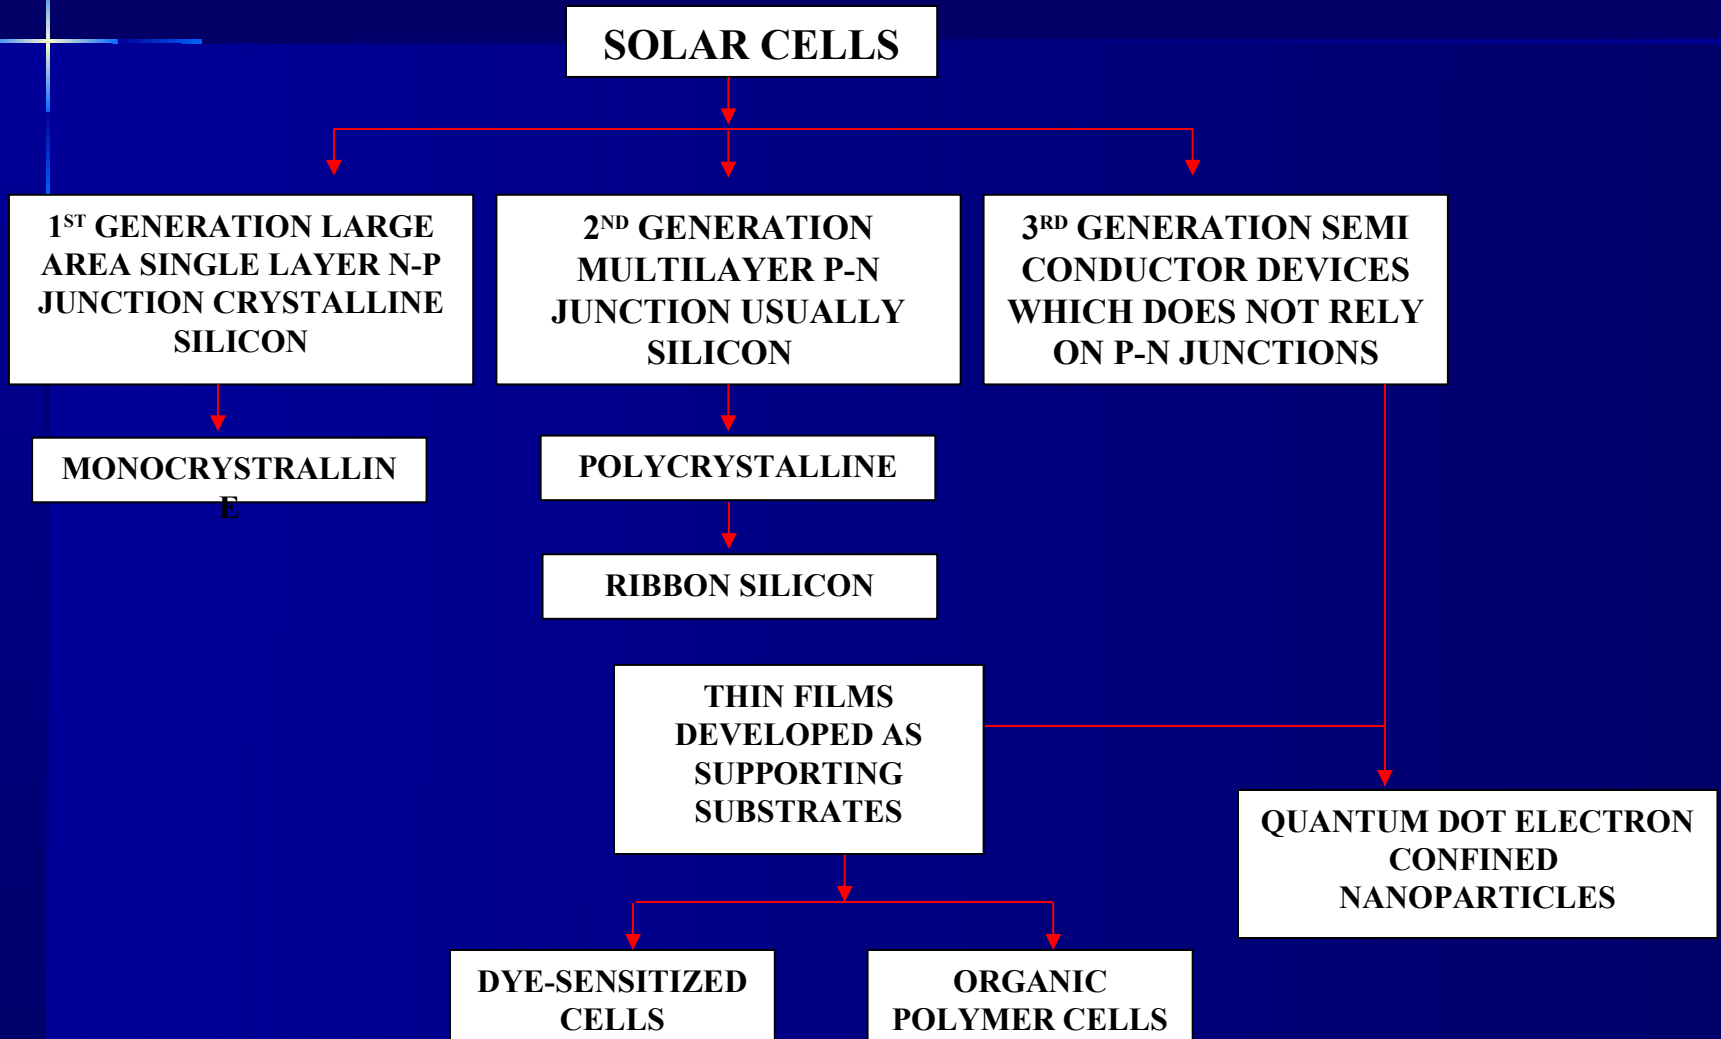 SOLAR CELLS
1ST GENERATION LARGE
AREA SINGLE LAYER N-P
JUNCTION CRYSTALLINE
SILICON
2ND GENERATION
MULTILAYER P-N
JUNCTION USUALLY
SILICON
3RD GENERATION SEMI
CONDUCTOR DEVICES
WHICH DOES NOT RELY
ON P-N JUNCTIONS
MONOCRYSTRALLIN
E
POLYCRYSTALLINE
RIBBON SILICON
THIN FILMS
DEVELOPED AS
SUPPORTING
SUBSTRATES
QUANTUM DOT ELECTRON
CONFINED
NANOPARTICLES
DYE-SENSITIZED
CELLS
ORGANIC
POLYMER CELLS